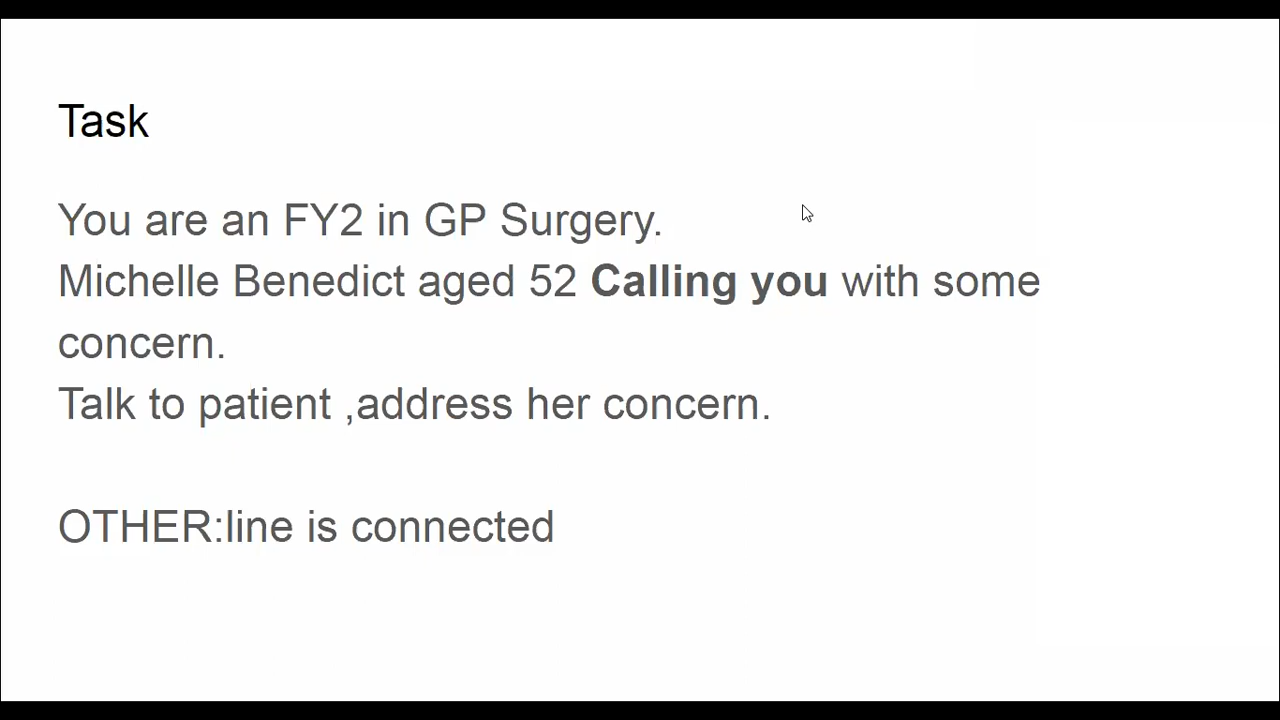 Task
You are an FY2 in GP Surgery.
Michelle Benedict aged 52 Calling you with some
concern.
Talk to patient ,address her concern.
OTHER:line is connected